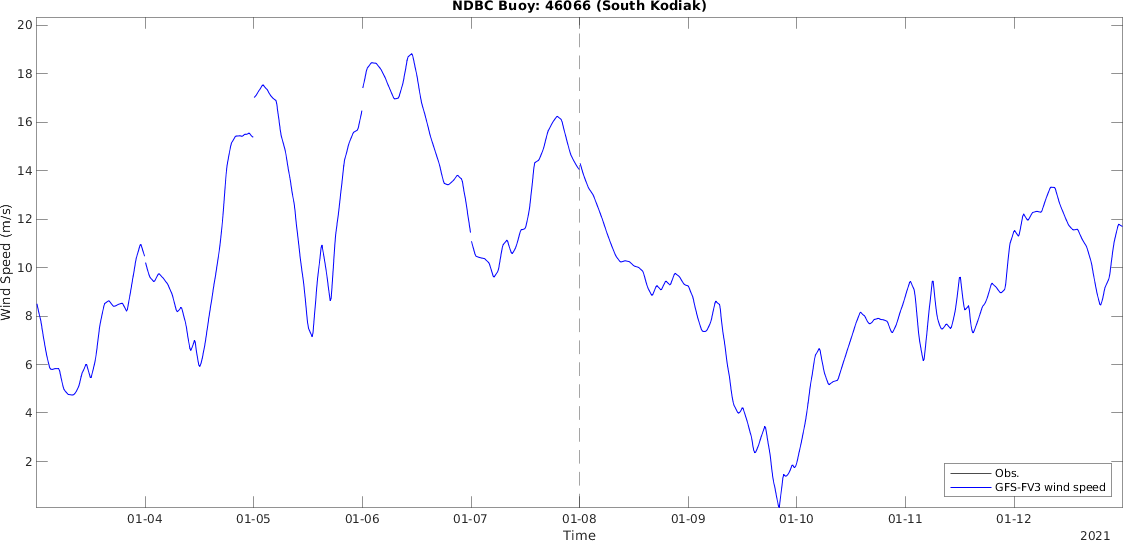 NDBC Buoy: 46066 (South Kodiak)
20
18
16
14
12
10
8
6
4
2
Wind Speed (m/s)
Obs.
GFS-FV3 wind speed
01-04 01-05 01-06 01-07 01-08 01-09 01-10 01-11 01-12
Time
2021